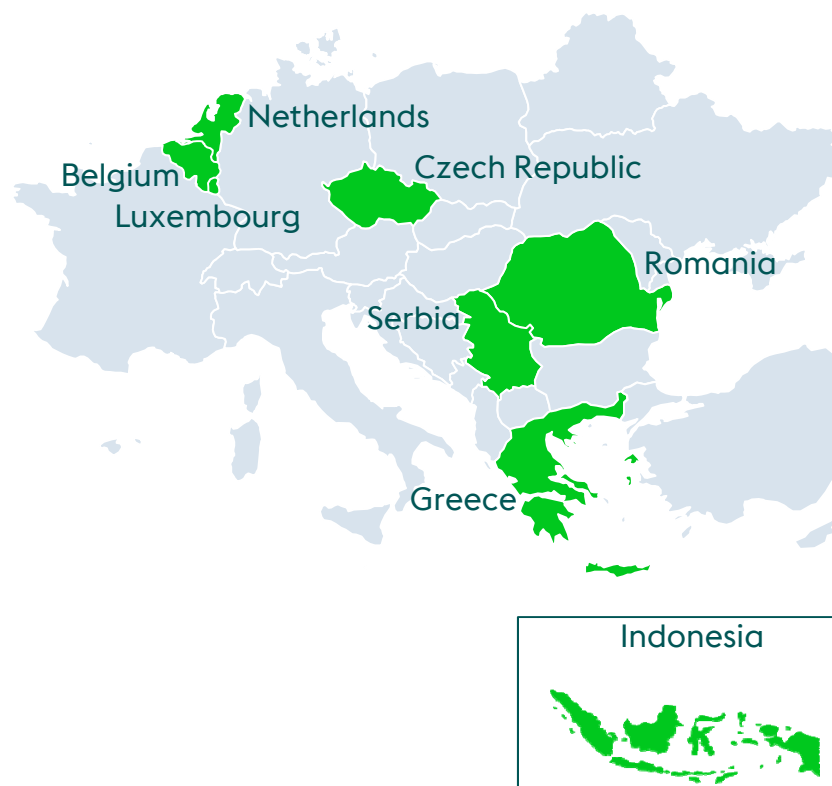 Netherlands
Belgium
Czech Republic
Luxembourg
Romania
Serbia
Greece
Indonesia